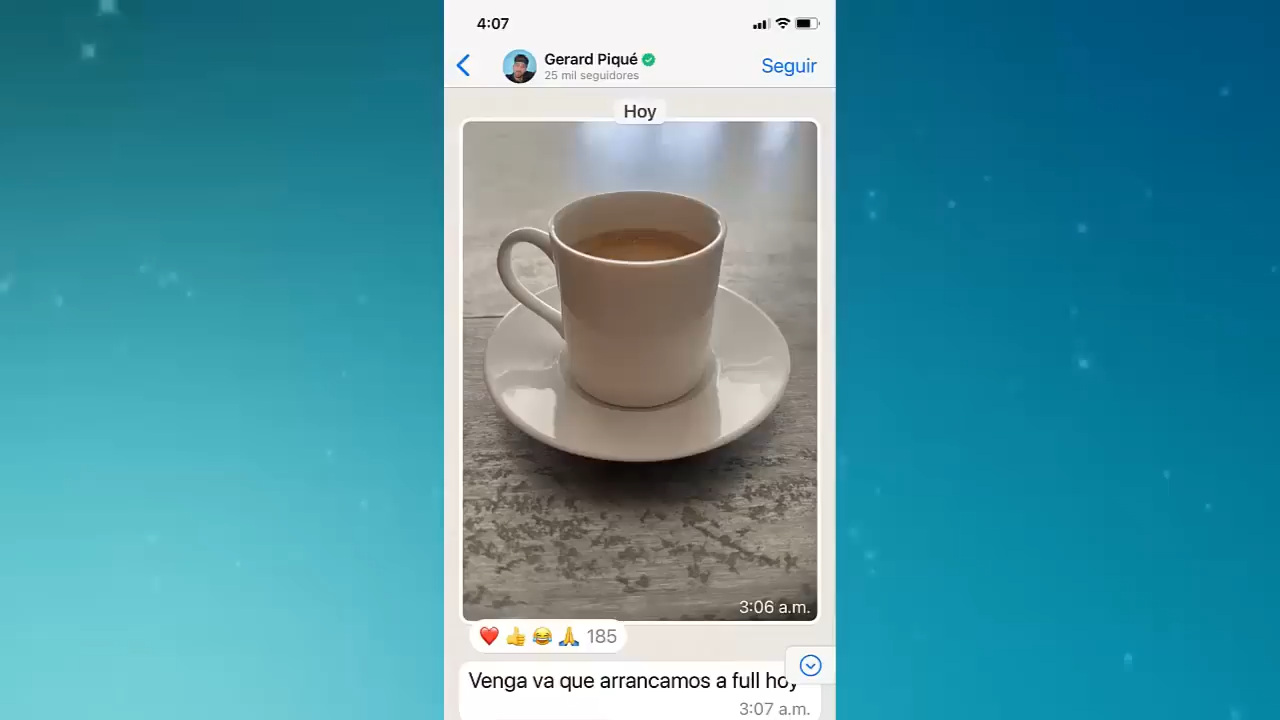 4:07
Gerard Piqué
25 mil seguidores
Seguir
Hoy
3:06 a.m.
❤️👍😂🙏 185
Venga va que arrancamos a full hoy
3:07 a.m.